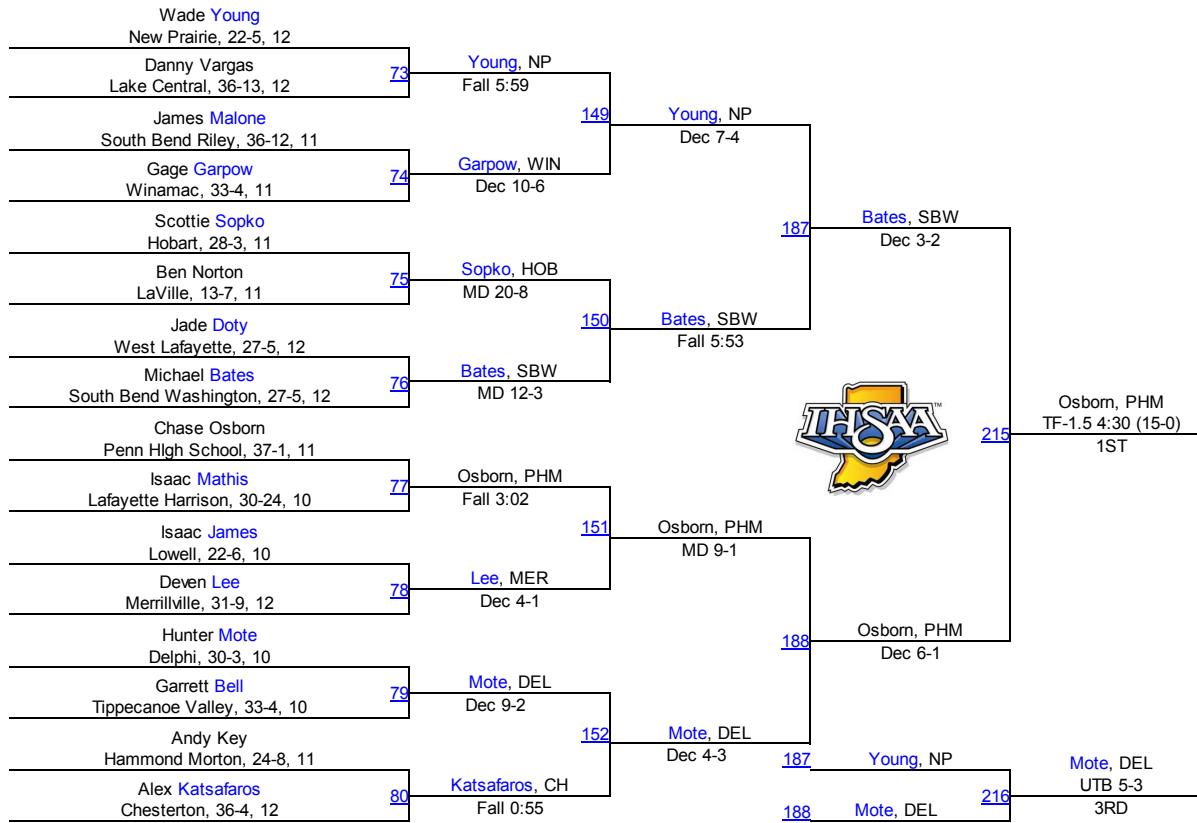 Wade Young
New Prairie, 22-5, 12
Danny Vargas
Lake Central, 36-13, 12
James Malone
South Bend Riley, 36-12, 11
Gage Garpow
Winamac, 33-4, 11
Scottie Sopko
Hobart, 28-3, 11
Ben Norton
LaVille, 13-7, 11
Jade Doty
West Lafayette, 27-5, 12
Michael Bates
South Bend Washington, 27-5, 12
Chase Osborn
Penn HIgh School, 37-1, 11
Isaac Mathis
Lafayette Harrison, 30-24, 10
Isaac James
Lowell, 22-6, 10
Deven Lee
Merrillville, 31-9, 12
Hunter Mote
Delphi, 30-3, 10
Garrett Bell
Tippecanoe Valley, 33-4, 10
Andy Key
Hammond Morton, 24-8, 11
Alex Katsafaros
Chesterton, 36-4, 12
73
Young, NP
Fall 5:59
74
Garpow, WIN
Dec 10-6
75
Sopko, HOB
MD 20-8
76
Bates, SBW
MD 12-3
77
Osborn, PHM
Fall 3:02
78
Lee, MER
Dec 4-1
79
Mote, DEL
Dec 9-2
80
Katsafaros, CH
Fall 0:55
149
Young, NP
Dec 7-4
150
Bates, SBW
Fall 5:53
151
Osborn, PHM
MD 9-1
152
Mote, DEL
Dec 4-3
187
Bates, SBW
Dec 3-2
188
Osborn, PHM
Dec 6-1
IHSAA
TM
215
Osborn, PHM
TF-1.5 4:30 (15-0)
1ST
187
Young, NP
188
Mote, DEL
216
Mote, DEL
UTB 5-3
3RD